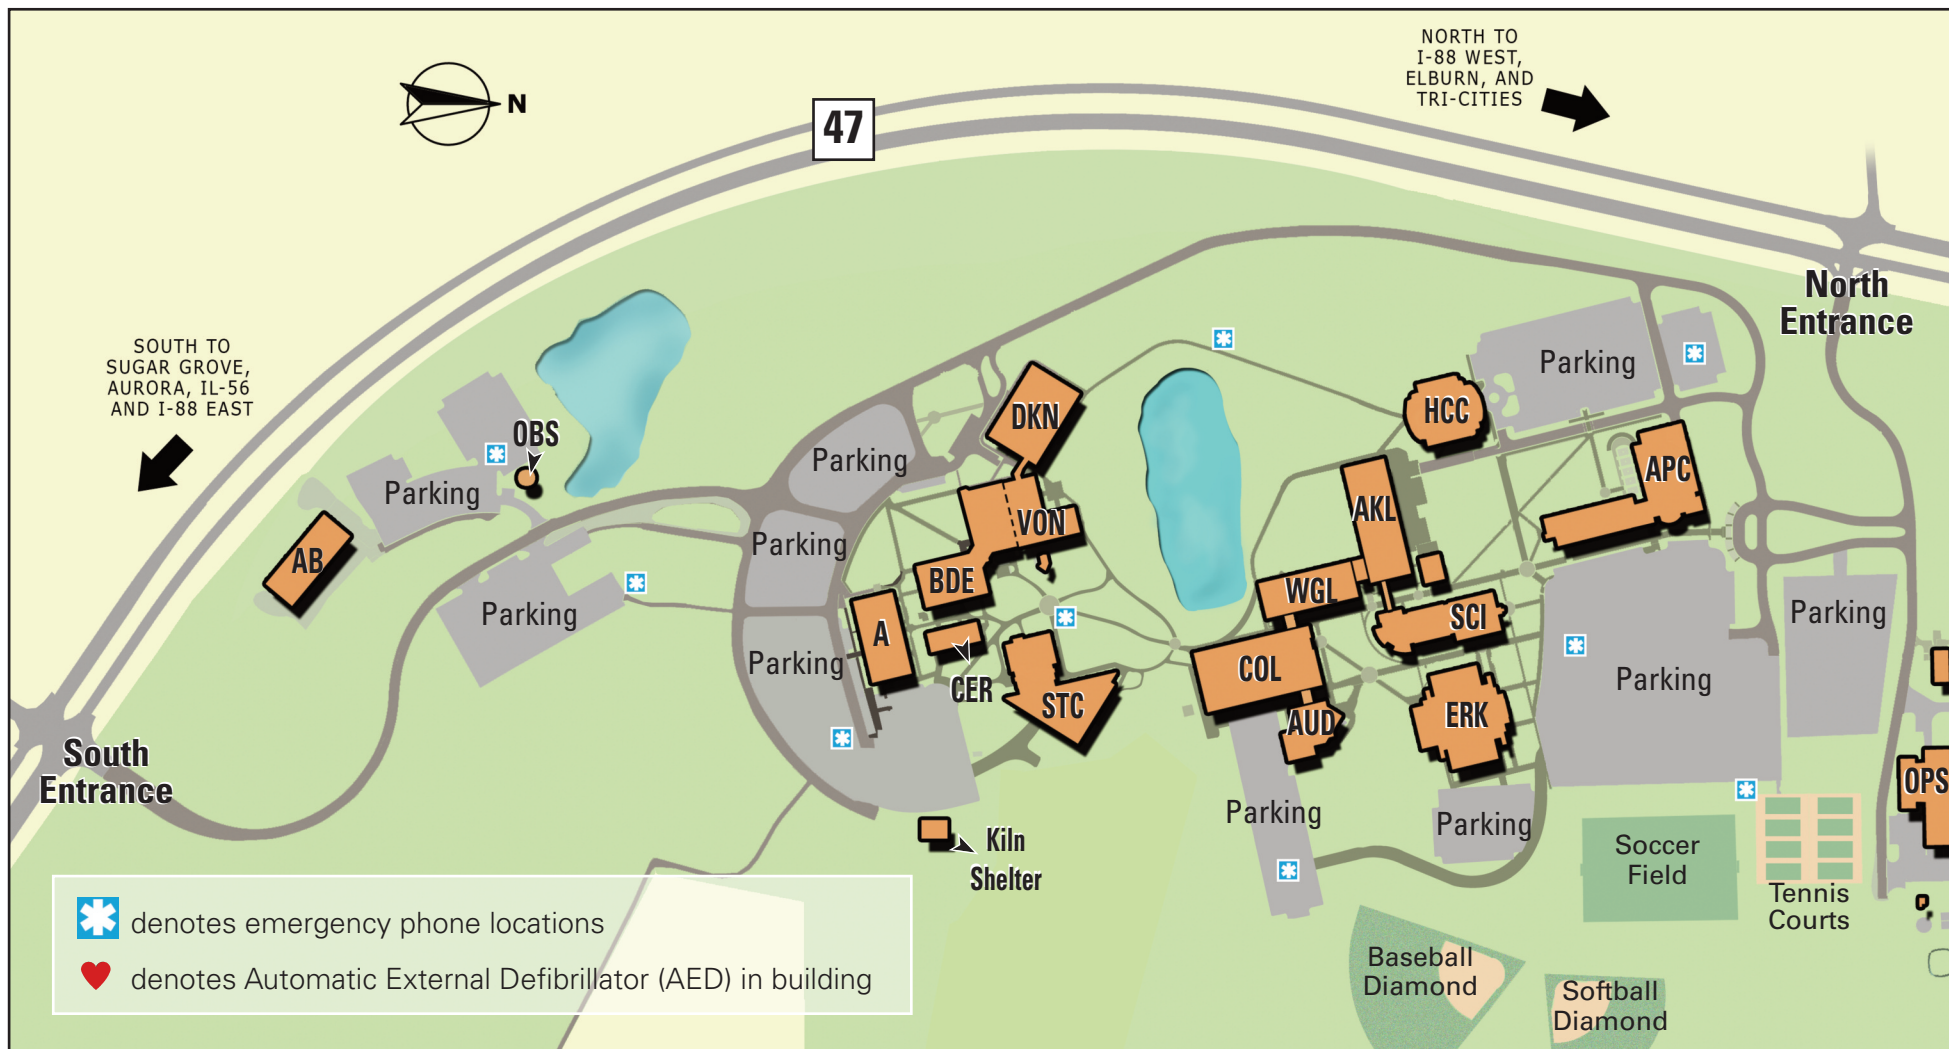 NORTH TO
I-88 WEST,
ELBURN, AND
TRI-CITIES
N
47
North
Entrance
SOUTH TO
SUGAR GROVE,
AURORA, IL-56
AND I-88 EAST
Parking
Parking
HCC
DKN
OBS
Parking
APC
Parking
AKL
VON
Parking
AB
BDE
WGL
Parking
Parking
SCI
A
Parking
COL
Parking
CER
STC
ERK
AUD
South
Entrance
OPS
Parking
Parking
Kiln
Shelter
Soccer
Field
Tennis
Courts
denotes emergency phone locations
denotes Automatic External Defibrillator (AED) in building
Baseball
Diamond
Softball
Diamond